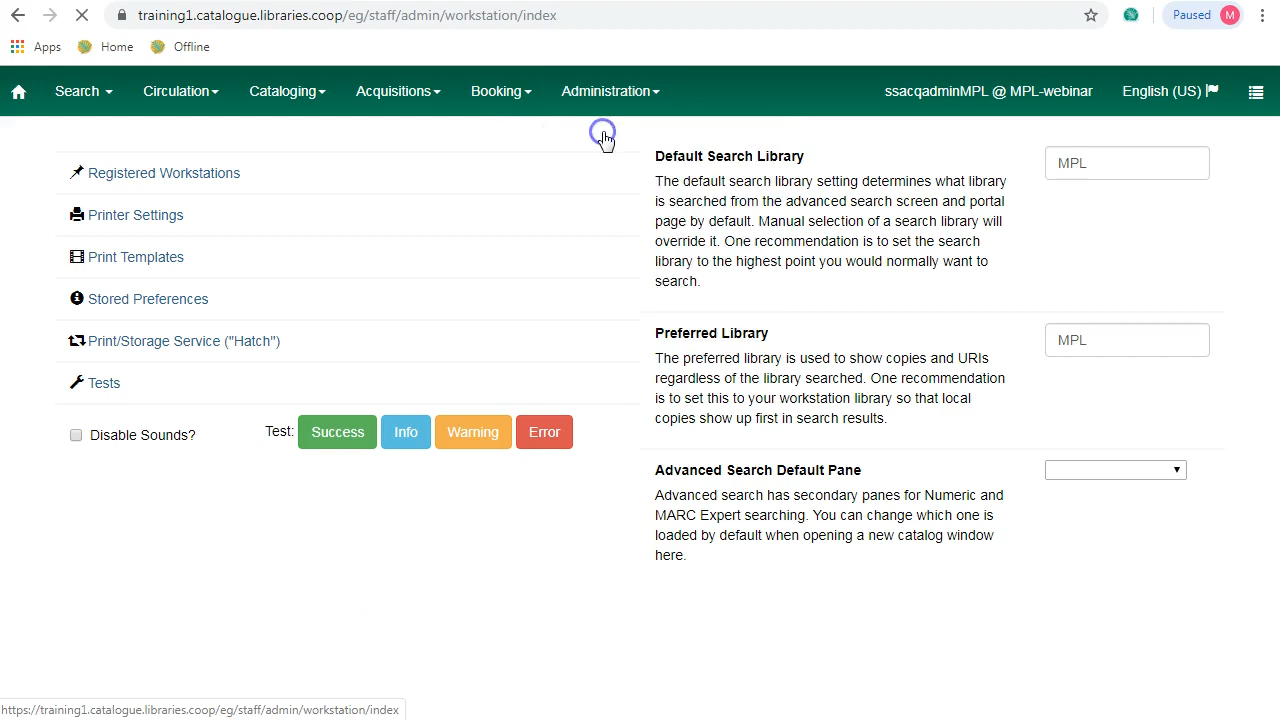 training1.catalogue.libraries.coop/eg/staff/admin/workstation/index
Paused M
Apps Home Offline
Search Circulation Cataloging Acquisitions Booking Administration ssacqadminMPL @ MPL-webinar English (US)
Registered Workstations
Printer Settings
Print Templates
Stored Preferences
Print/Storage Service ("Hatch")
Tests
Disable Sounds? Test: Success Info Warning Error
Default Search Library
MPL
The default search library setting determines what library
is searched from the advanced search screen and portal
page by default. Manual selection of a search library will
override it. One recommendation is to set the search
library to the highest point you would normally want to
search.
Preferred Library
MPL
The preferred library is used to show copies and URIs
regardless of the library searched. One recommendation
is to set this to your workstation library so that local
copies show up first in search results.
Advanced Search Default Pane
Advanced search has secondary panes for Numeric and
MARC Expert searching. You can change which one is
loaded by default when opening a new catalog window
here.
https://training1.catalogue.libraries.coop/eg/staff/admin/workstation/index